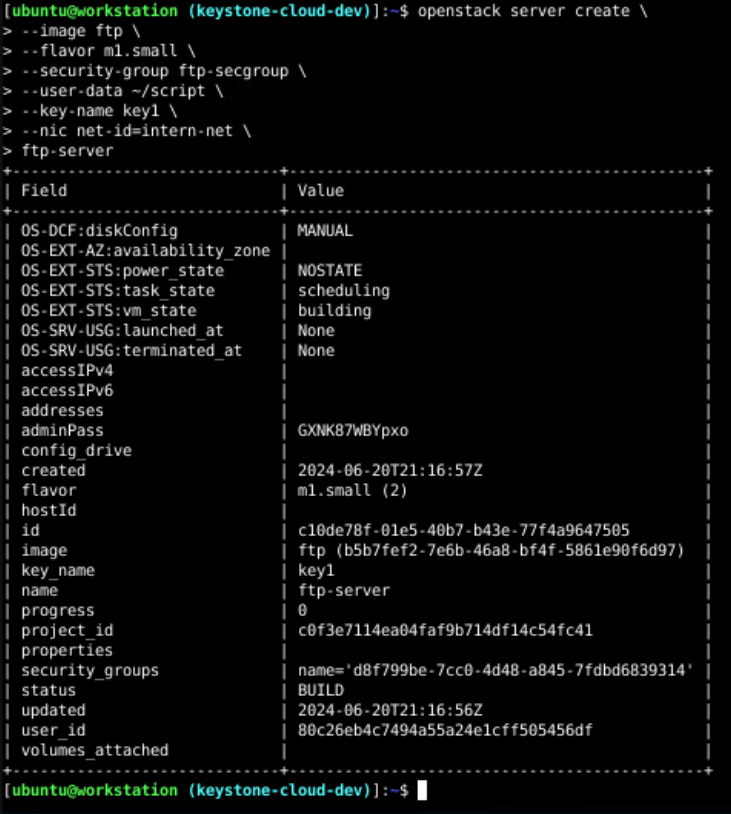 [ubuntu@workstation (keystone-cloud-dev)]:~$ openstack server create \
> --image ftp \
> --flavor m1.small \
> --security-group ftp-secgroup \
> --user-data ~/script \
> --key-name key1 \
> --nic net-id=intern-net \
> ftp-server
+-----------------------------+----------------------------------------------+
| Field                       | Value                                        |
+-----------------------------+----------------------------------------------+
| OS-DCF:diskConfig           | MANUAL                                       |
| OS-EXT-AZ:availability_zone |                                              |
| OS-EXT-STS:power_state      | NOSTATE                                      |
| OS-EXT-STS:task_state       | scheduling                                   |
| OS-EXT-STS:vm_state         | building                                     |
| OS-SRV-USG:launched_at      | None                                         |
| OS-SRV-USG:terminated_at    | None                                         |
| accessIPv4                  |                                              |
| accessIPv6                  |                                              |
| addresses                   |                                              |
| adminPass                   | GXNK87WBYpxo                                 |
| config_drive                |                                              |
| created                     | 2024-06-20T21:16:57Z                         |
| flavor                      | m1.small (2)                                 |
| hostId                      |                                              |
| id                          | c10de78f-01e5-40b7-b43e-77f4a9647505         |
| image                       | ftp (b5b7fef2-7e6b-46a8-bf4f-5861e90f6d97)   |
| key_name                    | key1                                         |
| name                        | ftp-server                                   |
| progress                    | 0                                            |
| project_id                  | c0f3e7114ea04faf9b714df14c54fc41             |
| properties                  |                                              |
| security_groups             | name='d8f799be-7cc0-4d48-a845-7fdbd6839314'  |
| status                      | BUILD                                        |
| updated                     | 2024-06-20T21:16:56Z                         |
| user_id                     | 80c26eb4c7494a55a24e1cff505456df             |
| volumes_attached            |                                              |
+-----------------------------+----------------------------------------------+
[ubuntu@workstation (keystone-cloud-dev)]:~$